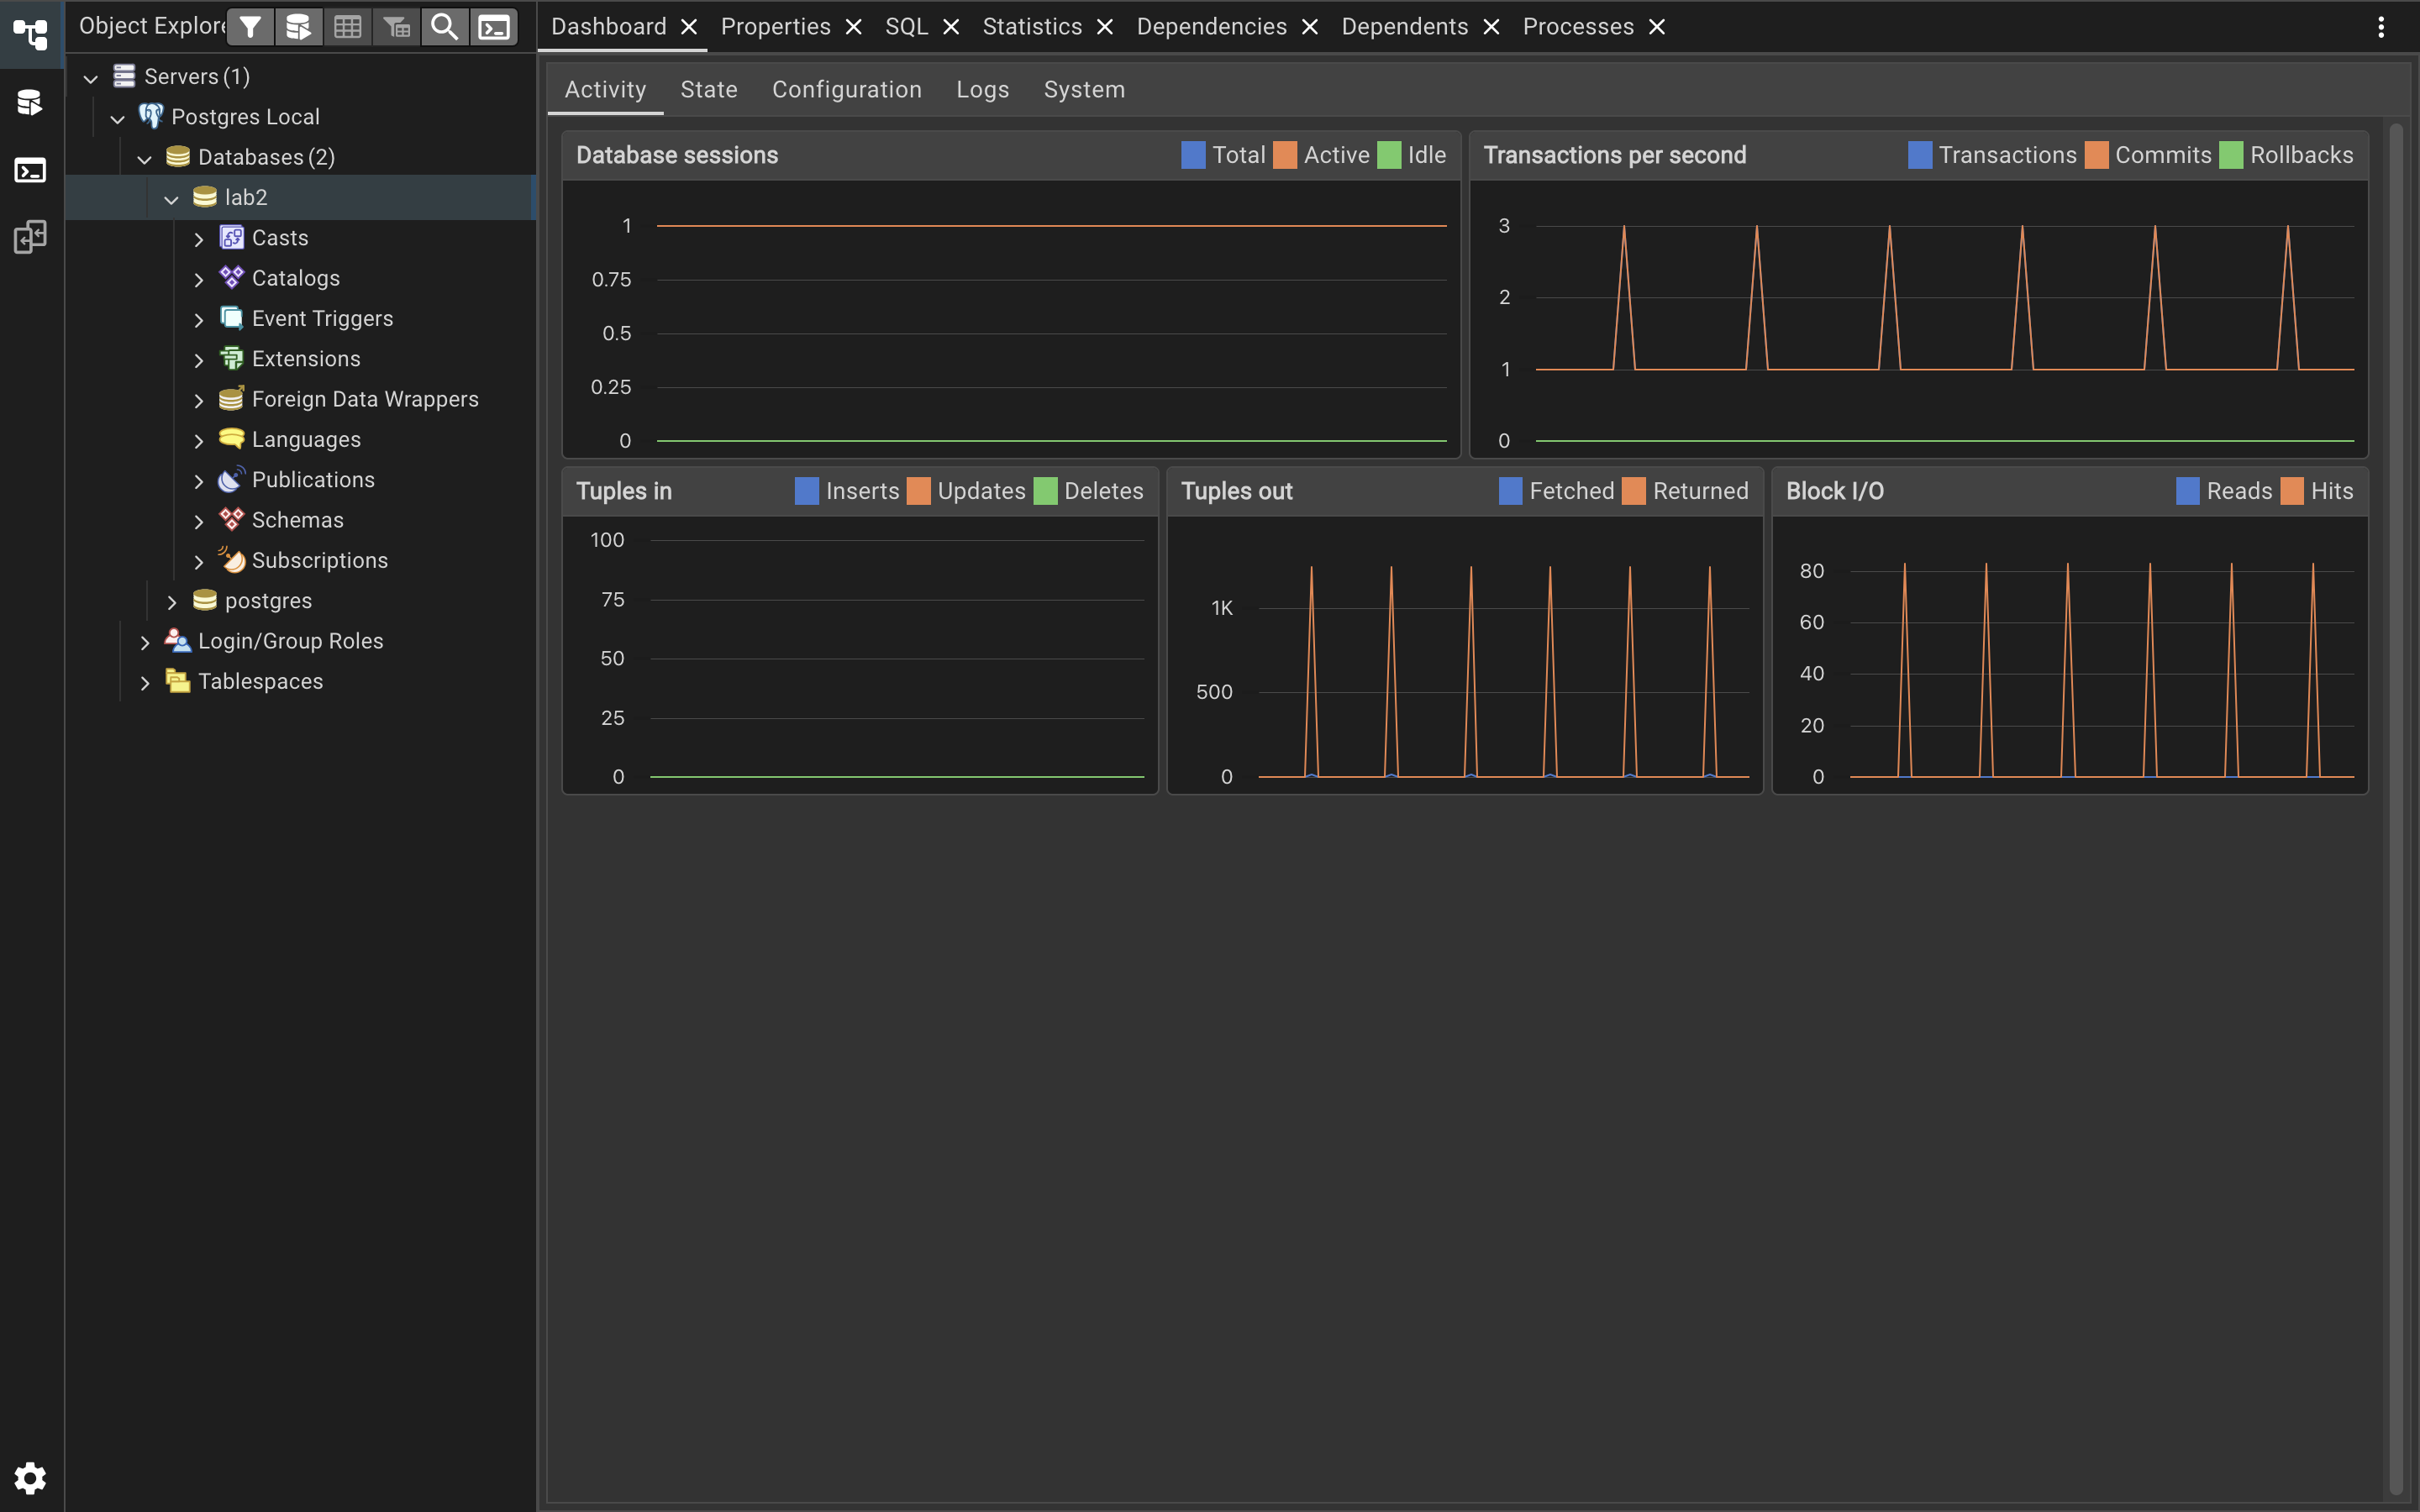 Object Explore
Dashboard
Properties
SQL
Statistics
Dependencies
Dependents
Processes
Servers (1)
Postgres Local
Databases (2)
lab2
Casts
Catalogs
Event Triggers
Extensions
Foreign Data Wrappers
Languages
Publications
Schemas
Subscriptions
postgres
Login/Group Roles
Tablespaces
Activity
State
Configuration
Logs
System
Database sessions
Total
Active
Idle
1
0.75
0.5
0.25
0
Transactions per second
Transactions
Commits
Rollbacks
3
2
1
0
Tuples in
Inserts
Updates
Deletes
100
75
50
25
0
Tuples out
Fetched
Returned
1K
500
0
Block I/O
Reads
Hits
80
60
40
20
0